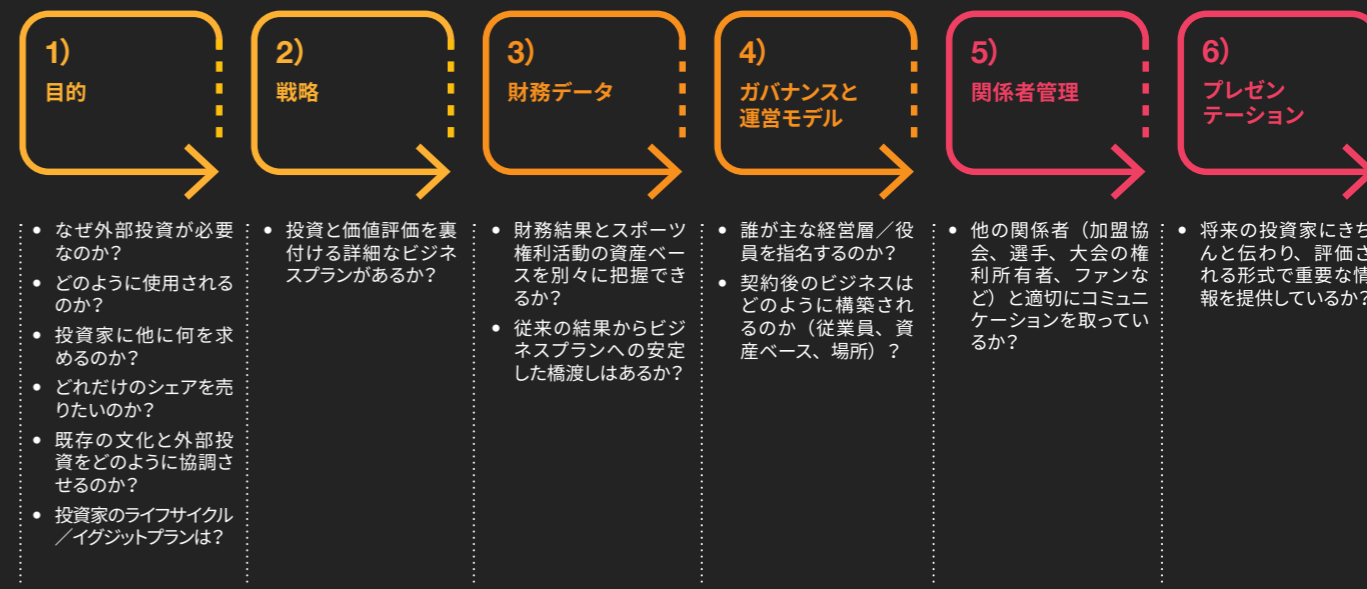 1）
目的
• なぜ外部投資が必要
なのか？
• どのように使用される
のか？
• 投資家に他に何を求
めるのか？
• どれだけのシェアを売
りたいのか？
• 既存の文化と外部投
資をどのように協調さ
せるのか？
• 投資家のライフサイクル
／イグジットプランは？
2）
戦略
• 投資と価値評価を裏
付ける詳細なビジネ
スプランがあるか？
3）
財務データ
• 財務結果とスポーツ
権利活動の資産ベー
スを別々に把握でき
るか？
• 従来の結果からビジ
ネスプランへの安定
した橋渡しはあるか？
4）
ガバナンスと
運営モデル
• 誰が主な経営層／役
員を指名するのか？
• 契約後のビジネスは
どのように構築され
るのか（従業員、資
産ベース、場所）？
5）
関係者管理
• 他の関係者（加盟協
会、選手、大会の権
利所有者、ファンな
ど）と適切にコミュニ
ケーションを取ってい
るか？
6）
プレゼン
テーション
• 将来の投資家にきち
んと伝わり、評価さ
れる形式で重要な情
報を提供しているか？